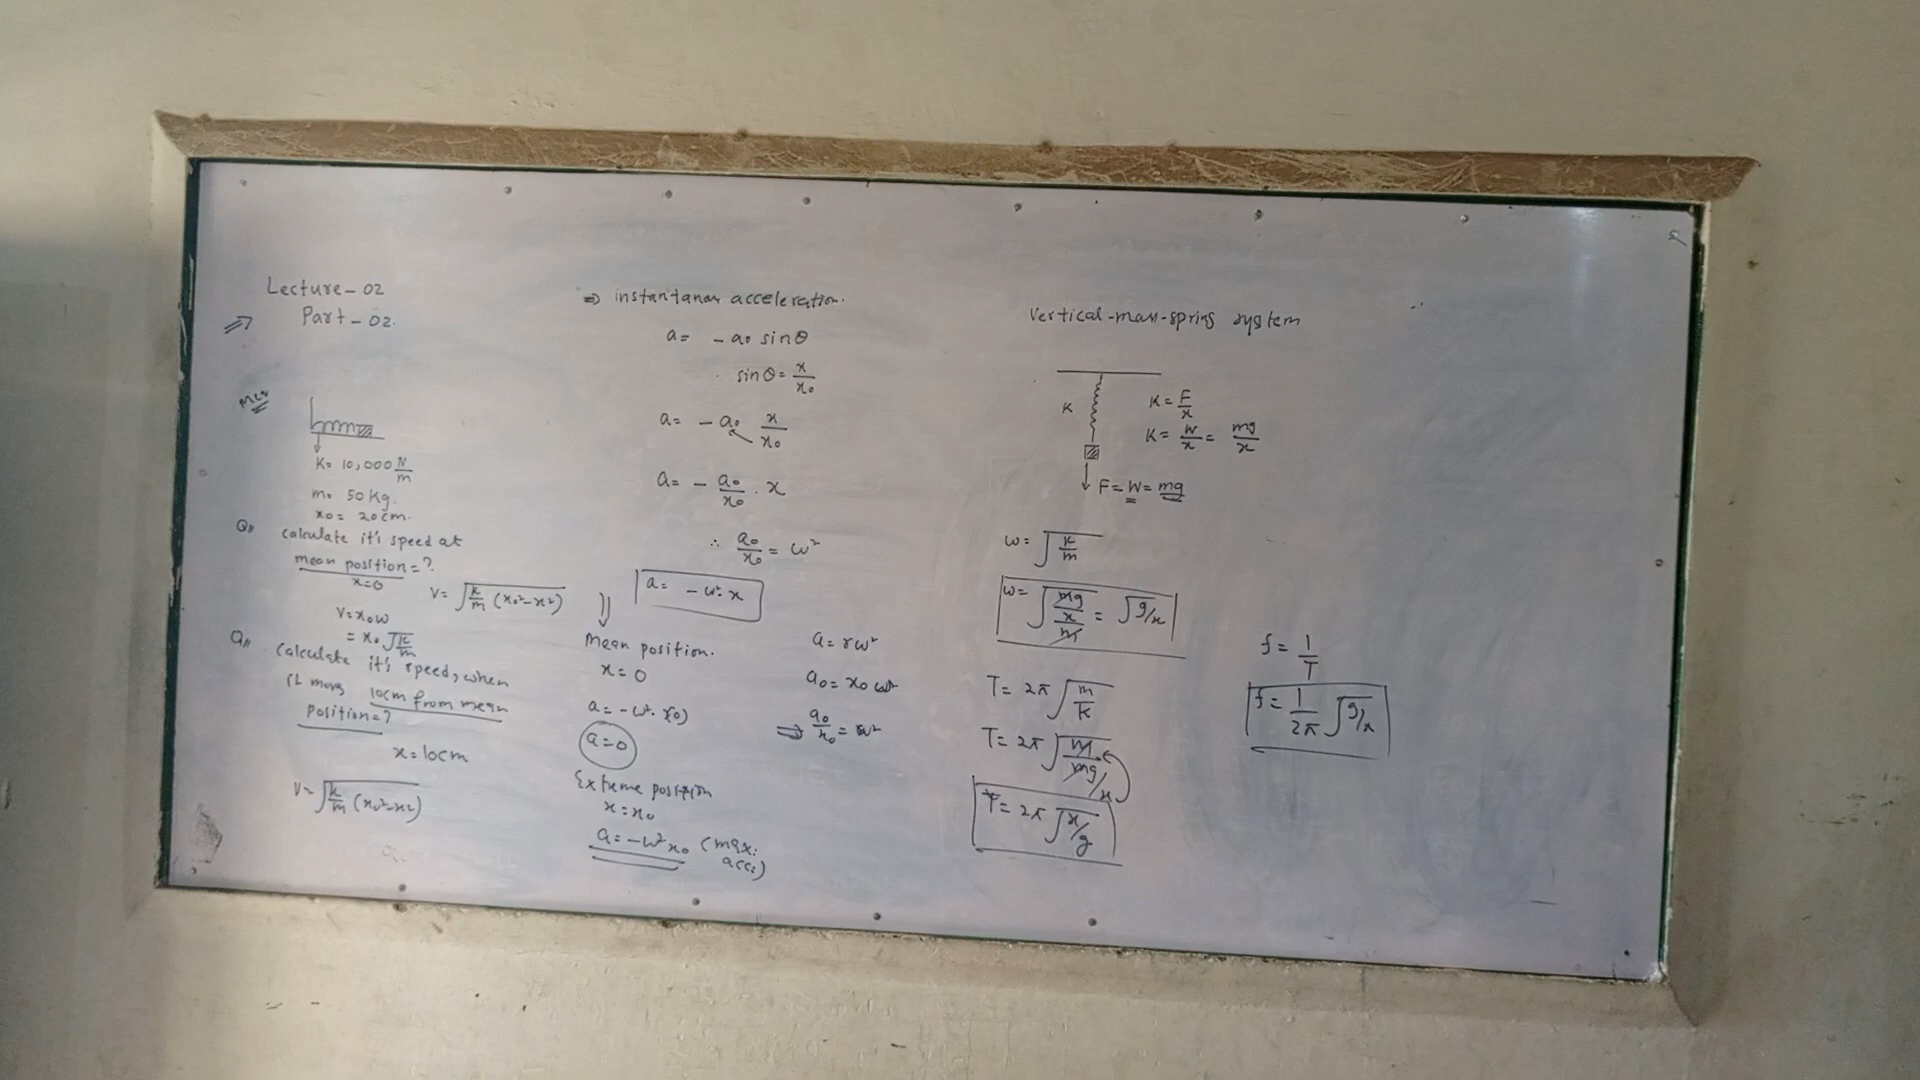 Lecture-02
Part-02.
MCQ
K= 10,000 N/m
m= 50 Kg.
x₀= 20cm.
Q,, calculate it's speed at
mean position=?
x=0
V= √(k/m (x₀²-x²))
V= x₀ω
= x₀ √(k/m)
Q,, calculate it's speed, when
it movs 10cm from mean
position=?
x=10cm
V= √(k/m (x₀²-x²))
⇒ instantanous acceleration.
a= - a₀ sinθ
sinθ= x/x₀
a= - a₀ x/x₀
a= - a₀/x₀ . x
∴ a₀/x₀ = ω²
a= - ω². x
Mean position.
x=0
a= -ω². (0)
a=0
Extreme position
x=x₀
a= -ω² x₀ (max: acc:)
a= rω²
a₀= x₀ ω²
⇒ a₀/x₀ = ω²
Vertical-mass-spring system
K
K= F/x
K= W/x = mg/x
F= W= mg
ω= √(k/m)
ω= √(mg/x/m) = √(g/x)
T= 2π √(m/k)
T= 2π √(m/mg/x)
T= 2π √(x/g)
f= 1/T
f= 1/2π √(g/x)